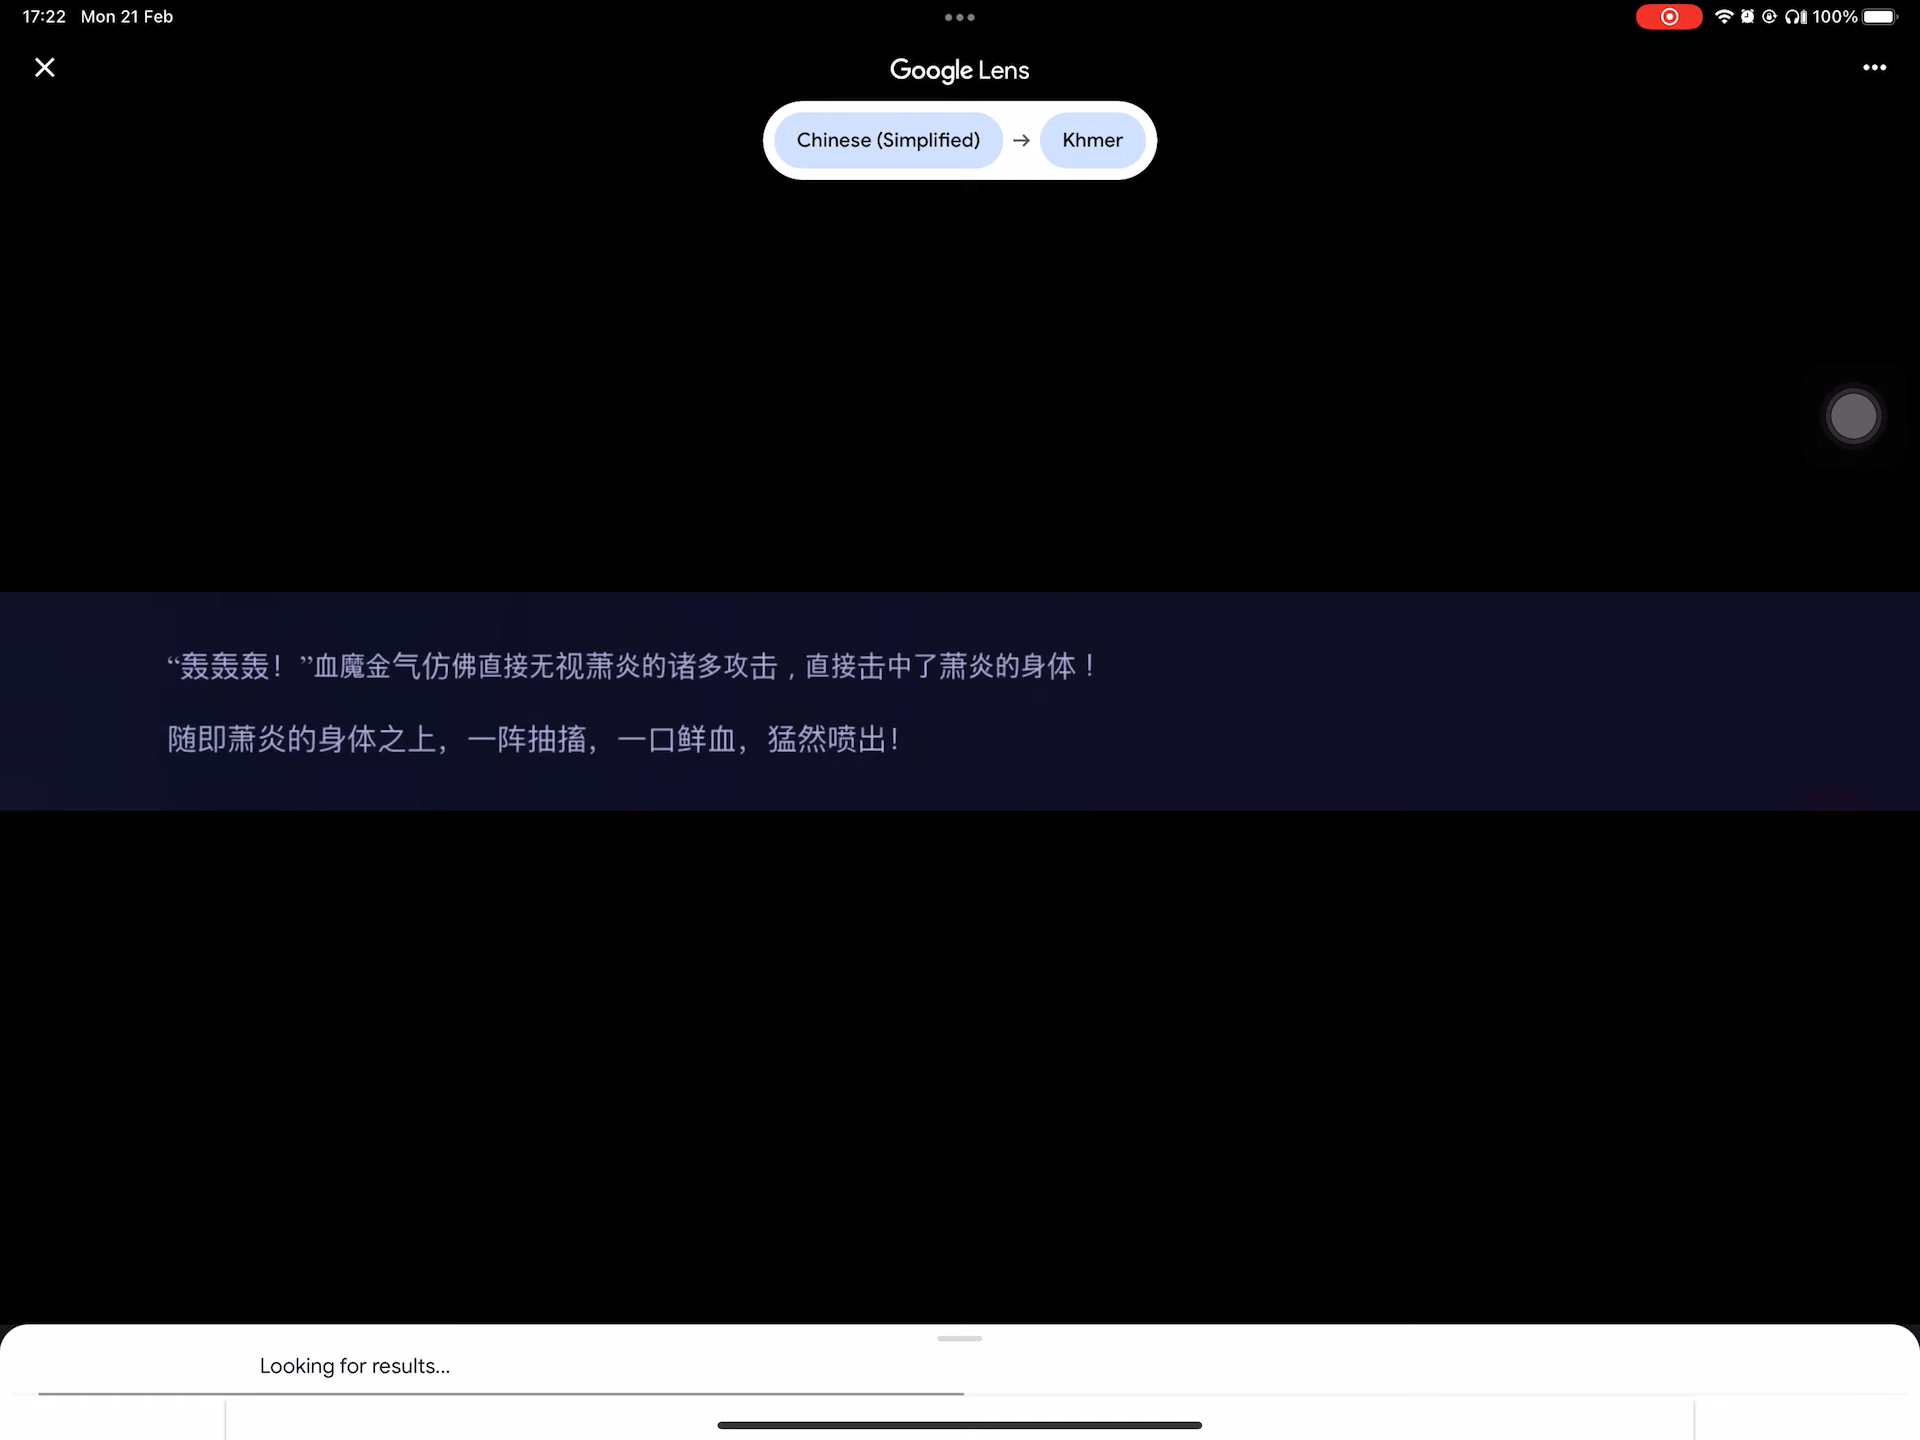 17:22 Mon 21 Feb
100%
Google Lens
Chinese (Simplified) → Khmer
“轰轰轰！”血魔金气仿佛直接无视萧炎的诸多攻击，直接击中了萧炎的身体！
随即萧炎的身体之上，一阵抽搐，一口鲜血，猛然喷出！
Looking for results...